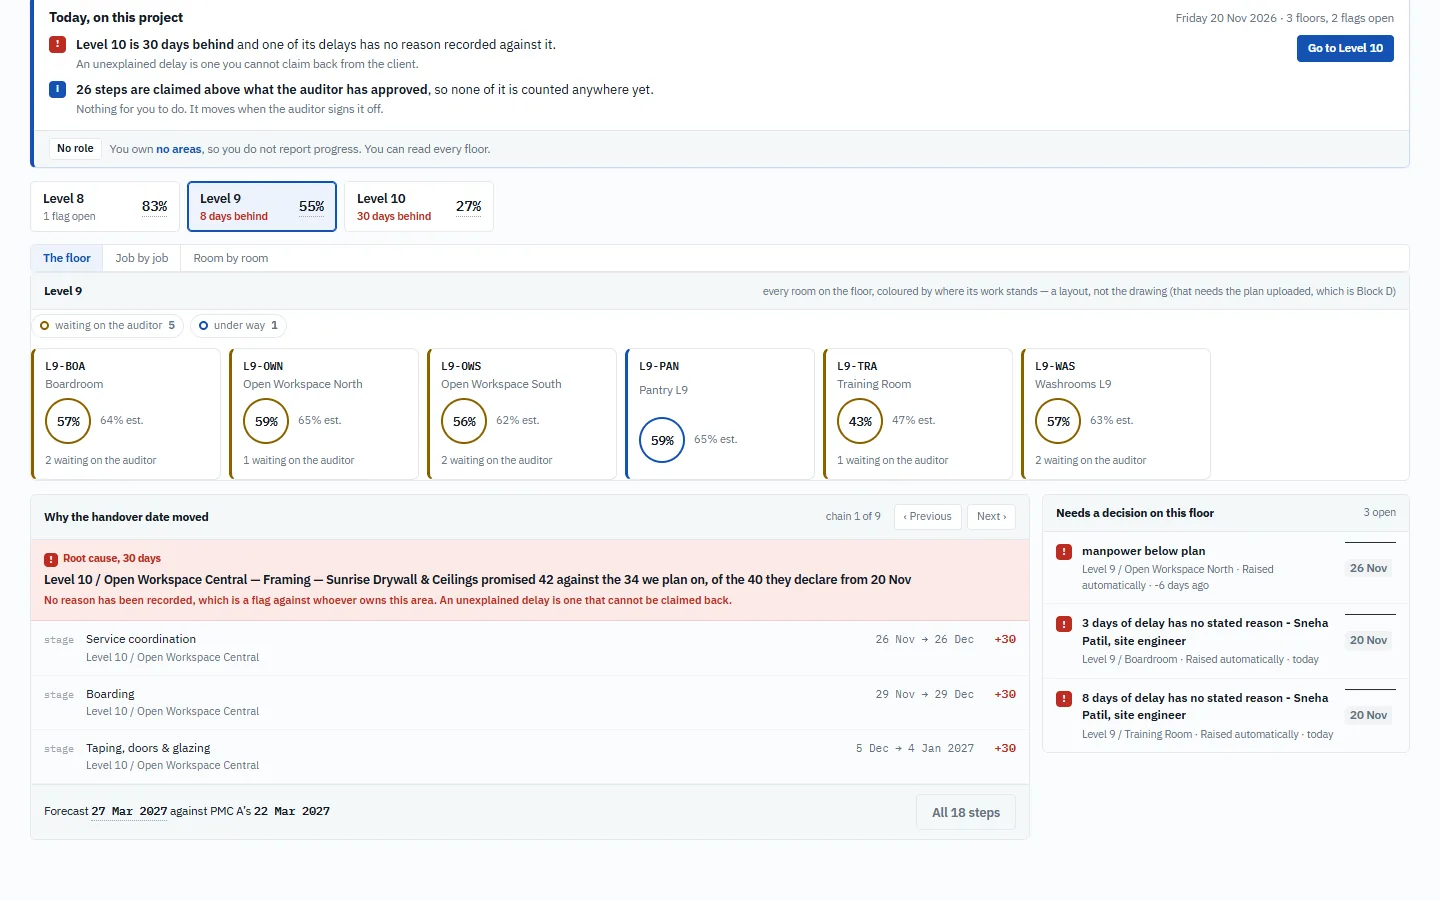 Today, on this project
Friday 20 Nov 2026 · 3 floors, 2 flags open
! Level 10 is 30 days behind and one of its delays has no reason recorded against it.
An unexplained delay is one you cannot claim back from the client.
Go to Level 10
26 steps are claimed above what the auditor has approved, so none of it is counted anywhere yet.
Nothing for you to do. It moves when the auditor signs it off.
No role You own no areas, so you do not report progress. You can read every floor.
Level 8
1 flag open
83%
Level 9
8 days behind
55%
Level 10
30 days behind
27%
The floor Job by job Room by room
Level 9
every room on the floor, coloured by where its work stands — a layout, not the drawing (that needs the plan uploaded, which is Block D)
waiting on the auditor 5 under way 1
L9-BOA
Boardroom
57% 64% est.
2 waiting on the auditor
L9-OWN
Open Workspace North
59% 65% est.
1 waiting on the auditor
L9-OWS
Open Workspace South
56% 62% est.
2 waiting on the auditor
L9-PAN
Pantry L9
59% 65% est.
L9-TRA
Training Room
43% 47% est.
1 waiting on the auditor
L9-WAS
Washrooms L9
57% 63% est.
2 waiting on the auditor
Why the handover date moved
chain 1 of 9 ‹ Previous Next ›
! Root cause, 30 days
Level 10 / Open Workspace Central — Framing — Sunrise Drywall & Ceilings promised 42 against the 34 we plan on, of the 40 they declare from 20 Nov
No reason has been recorded, which is a flag against whoever owns this area. An unexplained delay is one that cannot be claimed back.
stage Service coordination 26 Nov → 26 Dec +30
Level 10 / Open Workspace Central
stage Boarding 29 Nov → 29 Dec +30
Level 10 / Open Workspace Central
stage Taping, doors & glazing 5 Dec → 4 Jan 2027 +30
Level 10 / Open Workspace Central
Forecast 27 Mar 2027 against PMC A's 22 Mar 2027
All 18 steps
Needs a decision on this floor
3 open
! manpower below plan
Level 9 / Open Workspace North · Raised
automatically · -6 days ago
26 Nov
! 3 days of delay has no stated reason - Sneha
Patil, site engineer
Level 9 / Boardroom · Raised automatically · today
20 Nov
! 8 days of delay has no stated reason - Sneha
Patil, site engineer
Level 9 / Training Room · Raised automatically · today
20 Nov